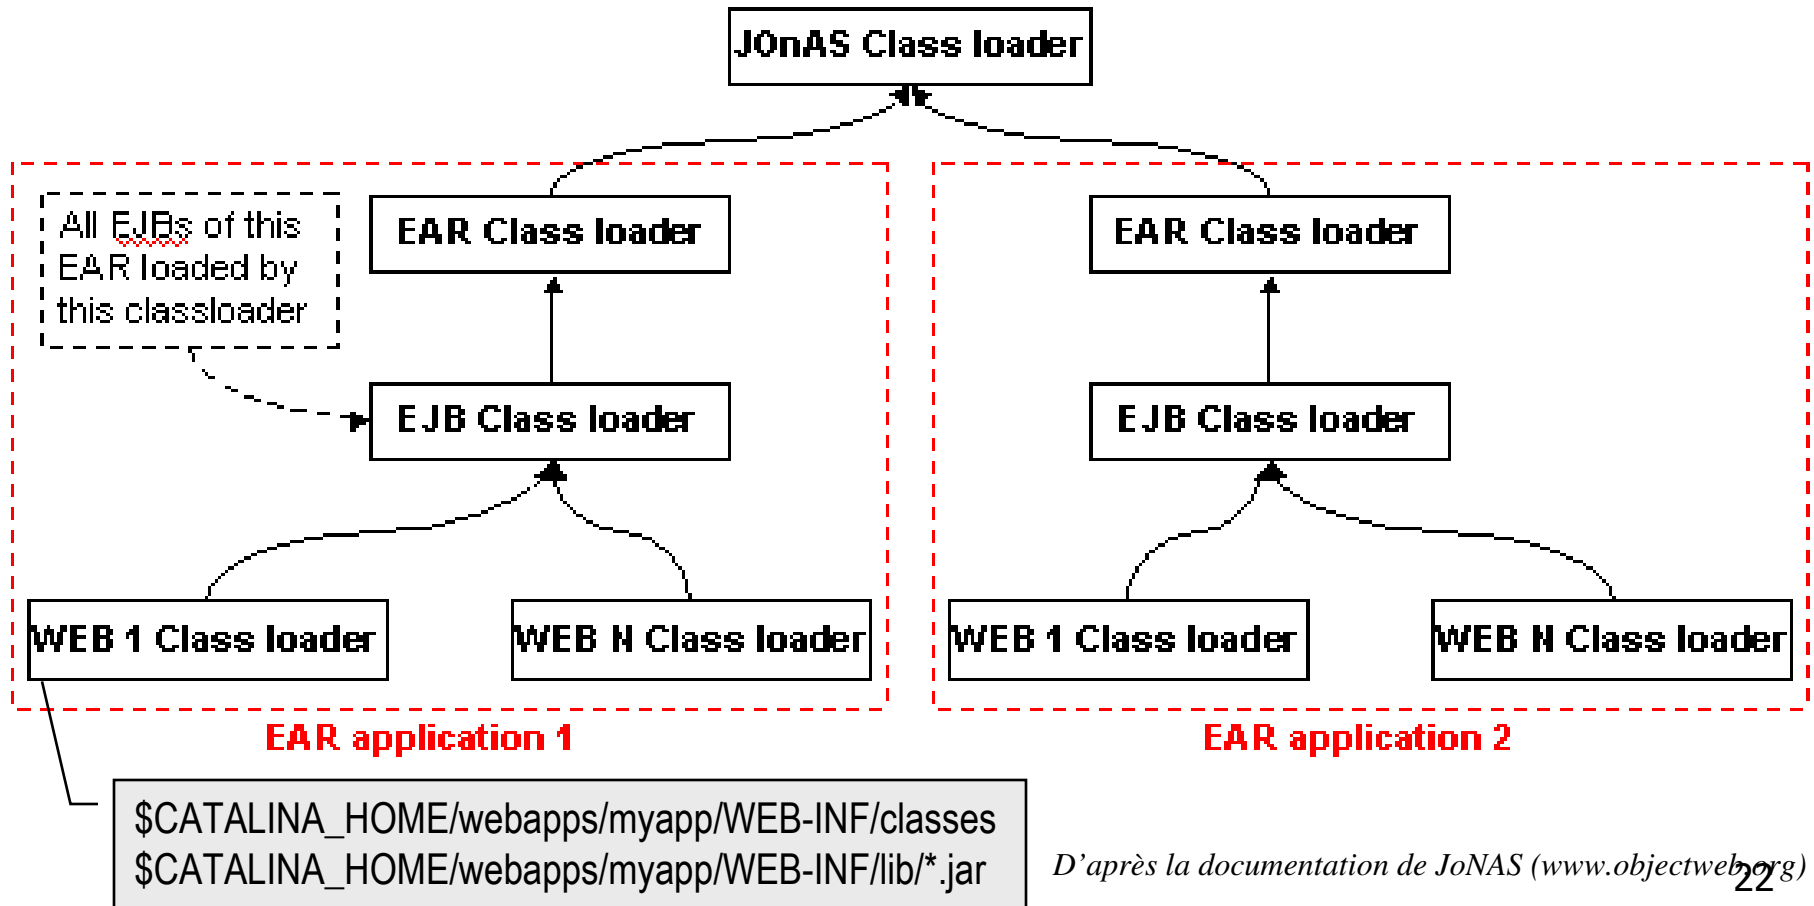 JOnAS Class loader
All EJBs of this
EAR loaded by
this classloader
EAR Class loader
EAR Class loader
EJB Class loader
EJB Class loader
WEB 1 Class loader
WEB N Class loader
WEB 1 Class loader
WEB N Class loader
EAR application 1
EAR application 2
$CATALINA_HOME/webapps/myapp/WEB-INF/classes
$CATALINA_HOME/webapps/myapp/WEB-INF/lib/*.jar
D'après la documentation de JoNAS (www.objectweb.org)
22